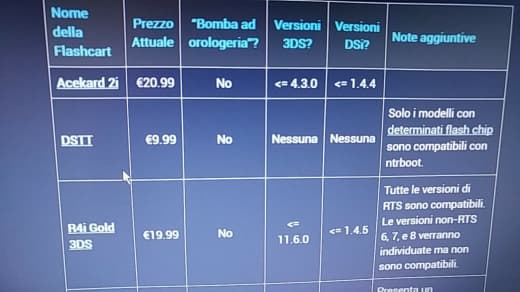 Nome della Flashcart
Prezzo Attuale
"Bomba ad orologeria"?
Versioni 3DS?
Versioni DSi?
Note aggiuntive
Acekard 2i
€20.99
No
<= 4.3.0
<= 1.4.4
DSTT
€9.99
No
Nessuna
Nessuna
Solo i modelli con
determinati flash chip
sono compatibili con
ntrboot.
R4i Gold
3DS
€19.99
No
<=
11.6.0
<= 1.4.5
Tutte le versioni di
RTS sono compatibili.
Le versioni non-RTS
6, 7, e 8 verranno
individuate ma non
sono compatibili.
Presenta un